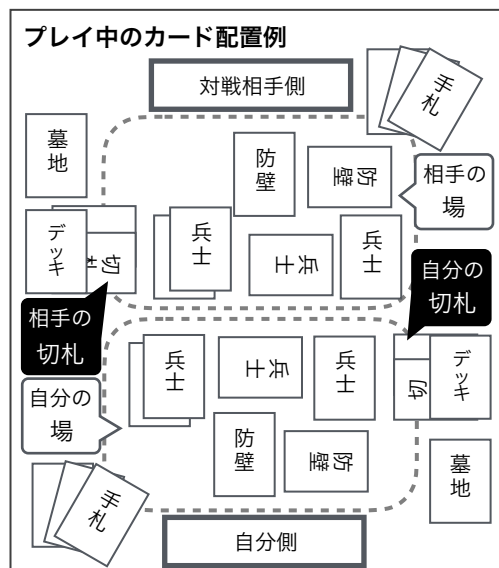 プレイ中のカード配置例
対戦相手側
手札
墓地
防壁
防壁
相手の
場
デッキ
切札
兵士
兵士
兵士
自分の
切札
相手の
切札
兵士
兵士
兵士
切
デッキ
自分の
場
防壁
防壁
墓地
手札
自分側